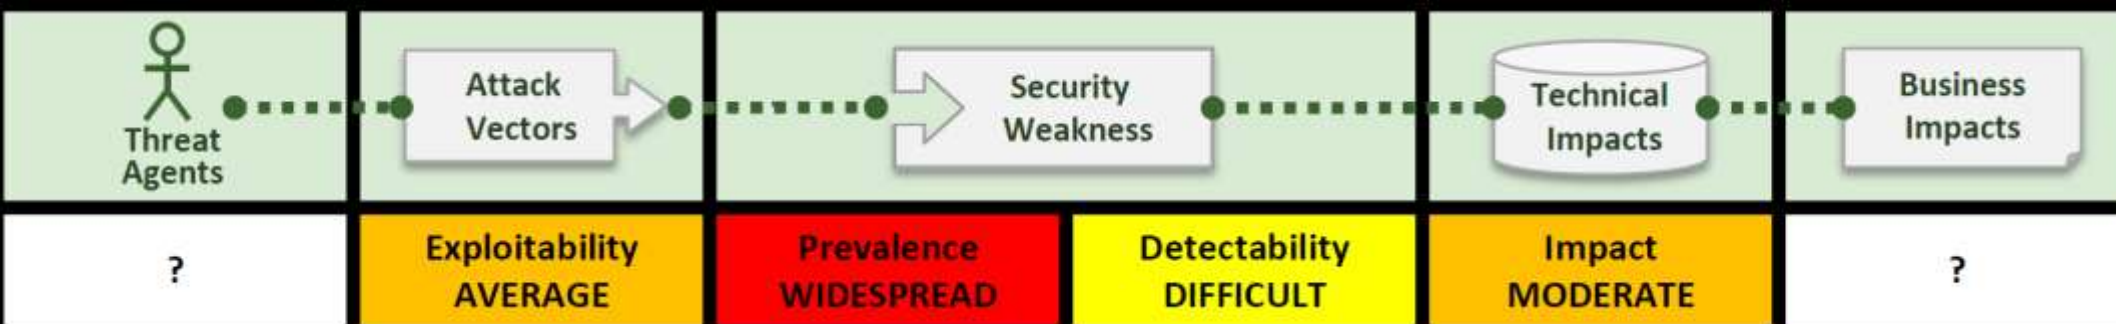 Threat
Agents
Attack
Vectors
Security
Weakness
Technical
Impacts
Business
Impacts
?
Exploitability
AVERAGE
Prevalence
WIDESPREAD
Detectability
DIFFICULT
Impact
MODERATE
?